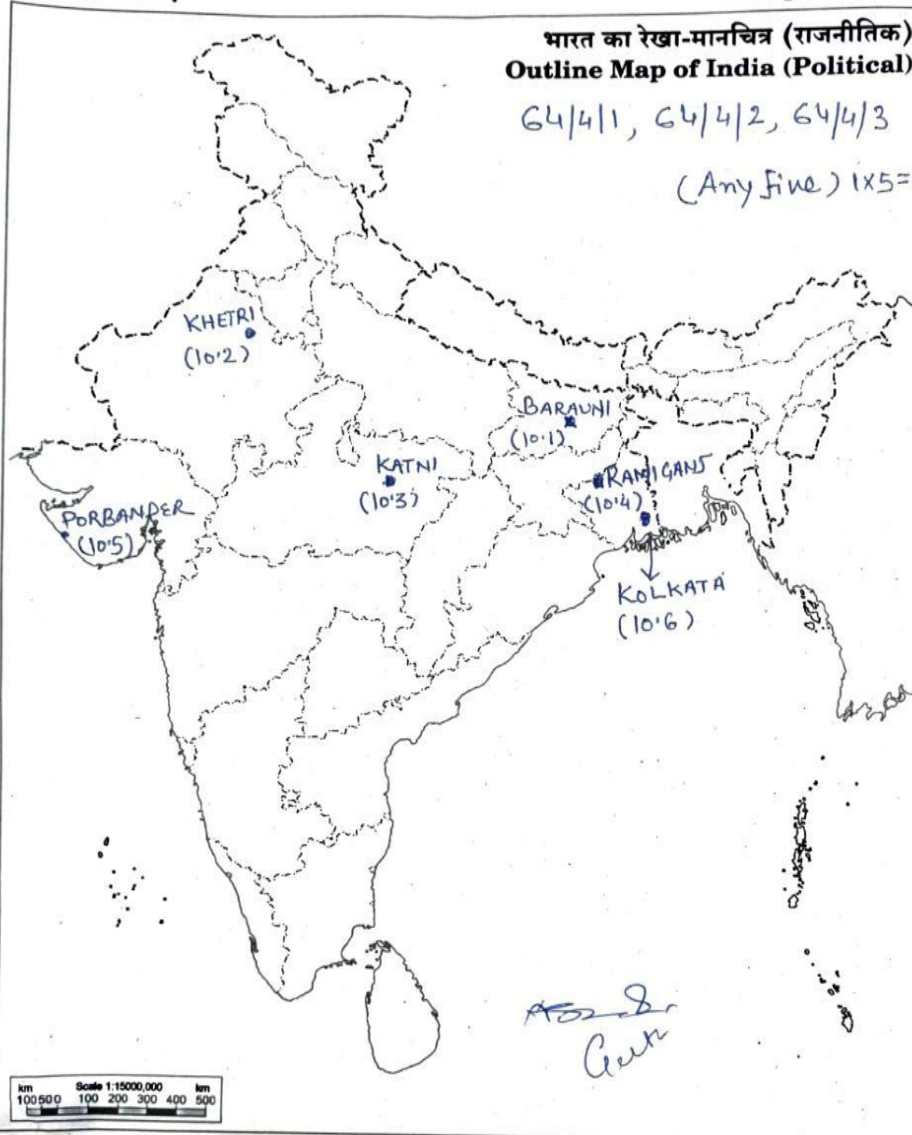 भारत का रेखा-मानचित्र (राजनीतिक)
Outline Map of India (Political)
64/4/1, 64/4/2, 64/4/3
(Any five) 1x5=
KHETRI
(10.2)
BARAUNI
(10.1)
KATNI
(10.3)
RANIGANJ
(10.4)
PORBANDER
(10.5)
KOLKATA
(10.6)
km Scale 1:15000,000 km
100 50 0 100 200 300 400 500